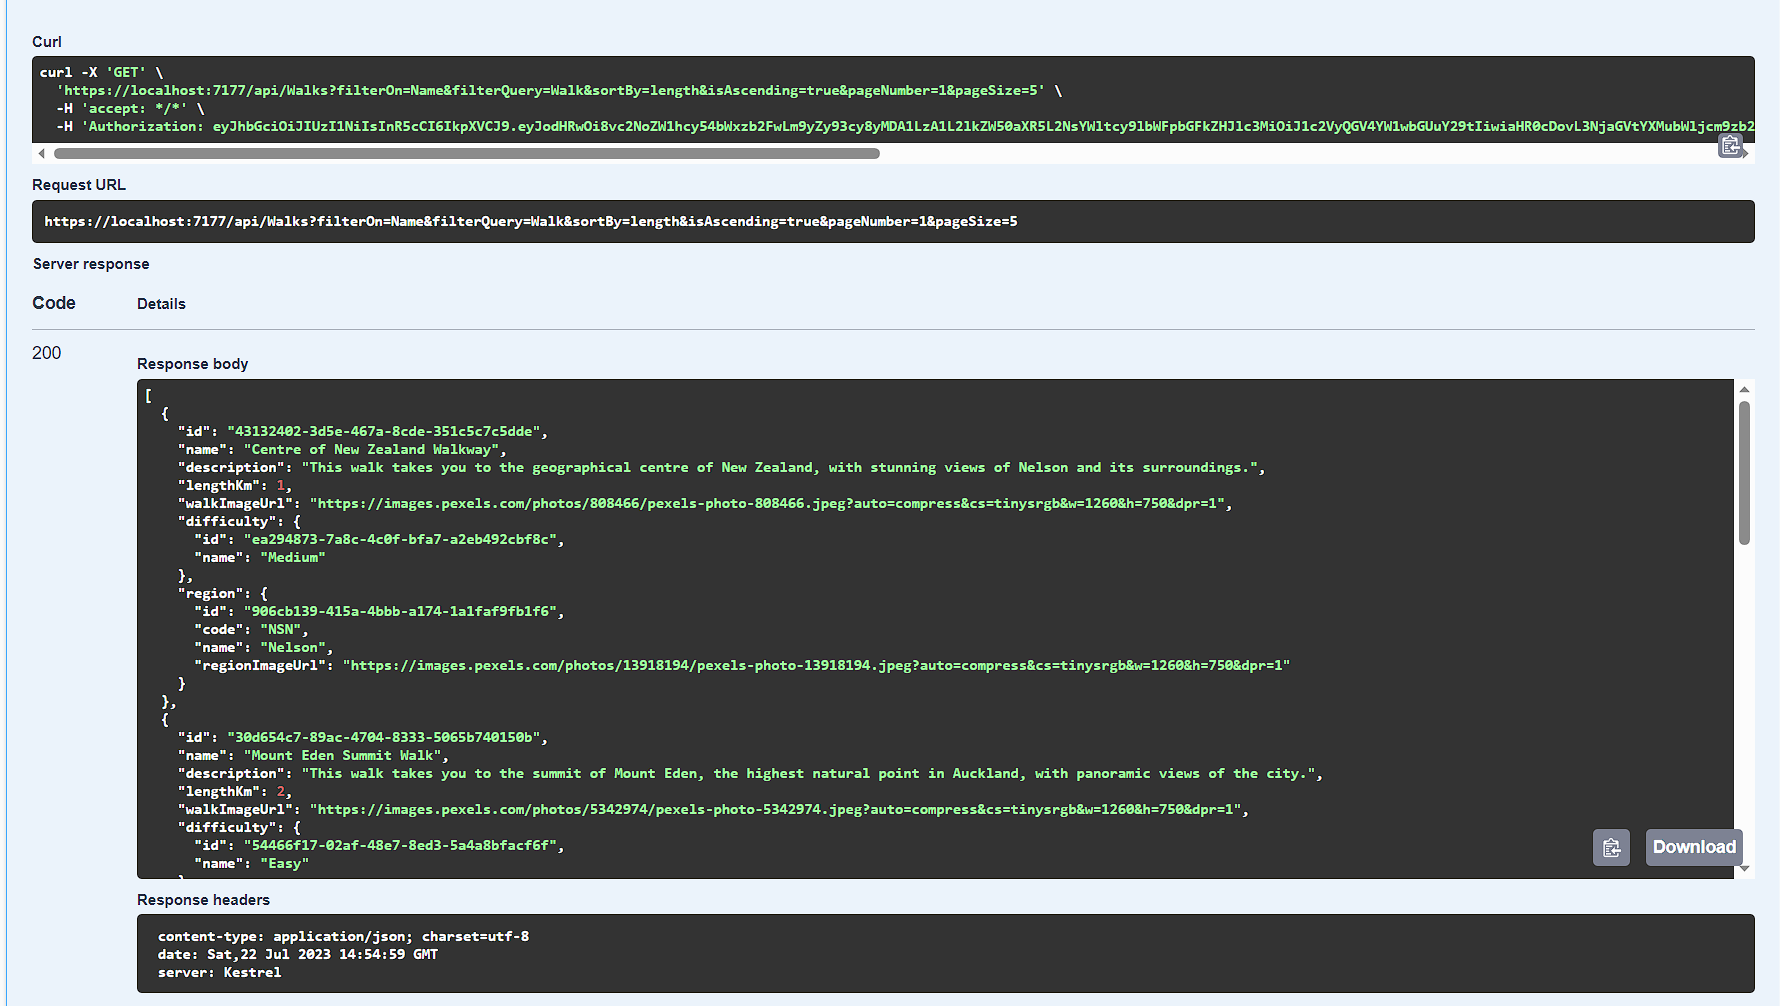 Curl
curl -X 'GET' \
'https://localhost:7177/api/Walks?filterOn=Name&filterQuery=Walk&sortBy=length&isAscending=true&pageNumber=1&pageSize=5' \
-H 'accept: */*' \
-H 'Authorization:
Request URL
https://localhost:7177/api/Walks?filterOn=Name&filterQuery=Walk&sortBy=length&isAscending=true&pageNumber=1&pageSize=5
Server response
Code Details
200
Response body
[
{
"id": "43132402-3d5e-467a-8cde-351c5c7c5dde",
"name": "Centre of New Zealand Walkway",
"description": "This walk takes you to the geographical centre of New Zealand, with stunning views of Nelson and its surroundings.",
"lengthKm": 1,
"walkImageUrl": "https://images.pexels.com/photos/808466/pexels-photo-808466.jpeg?auto=compress&cs=tinysrgb&w=1260&h=750&dpr=1",
"difficulty": {
"id": "ea294873-7a8c-4c0f-bfa7-a2eb492cbf8c",
"name": "Medium"
},
"region": {
"id": "906cb139-415a-4bbb-a174-1a1faf9fb1f6",
"code": "NSN",
"name": "Nelson",
"regionImageUrl": "https://images.pexels.com/photos/13918194/pexels-photo-13918194.jpeg?auto=compress&cs=tinysrgb&w=1260&h=750&dpr=1"
}
},
{
"id": "30d654c7-89ac-4704-8333-5065b740150b",
"name": "Mount Eden Summit Walk",
"description": "This walk takes you to the summit of Mount Eden, the highest natural point in Auckland, with panoramic views of the city.",
"lengthKm": 2,
"walkImageUrl": "https://images.pexels.com/photos/5342974/pexels-photo-5342974.jpeg?auto=compress&cs=tinysrgb&w=1260&h=750&dpr=1",
"difficulty": {
"id": "54466f17-02af-48e7-8ed3-5a4a8bfacf6f",
"name": "Easy"
Download
Response headers
content-type: application/json; charset=utf-8
date: Sat,22 Jul 2023 14:54:59 GMT
server: Kestrel